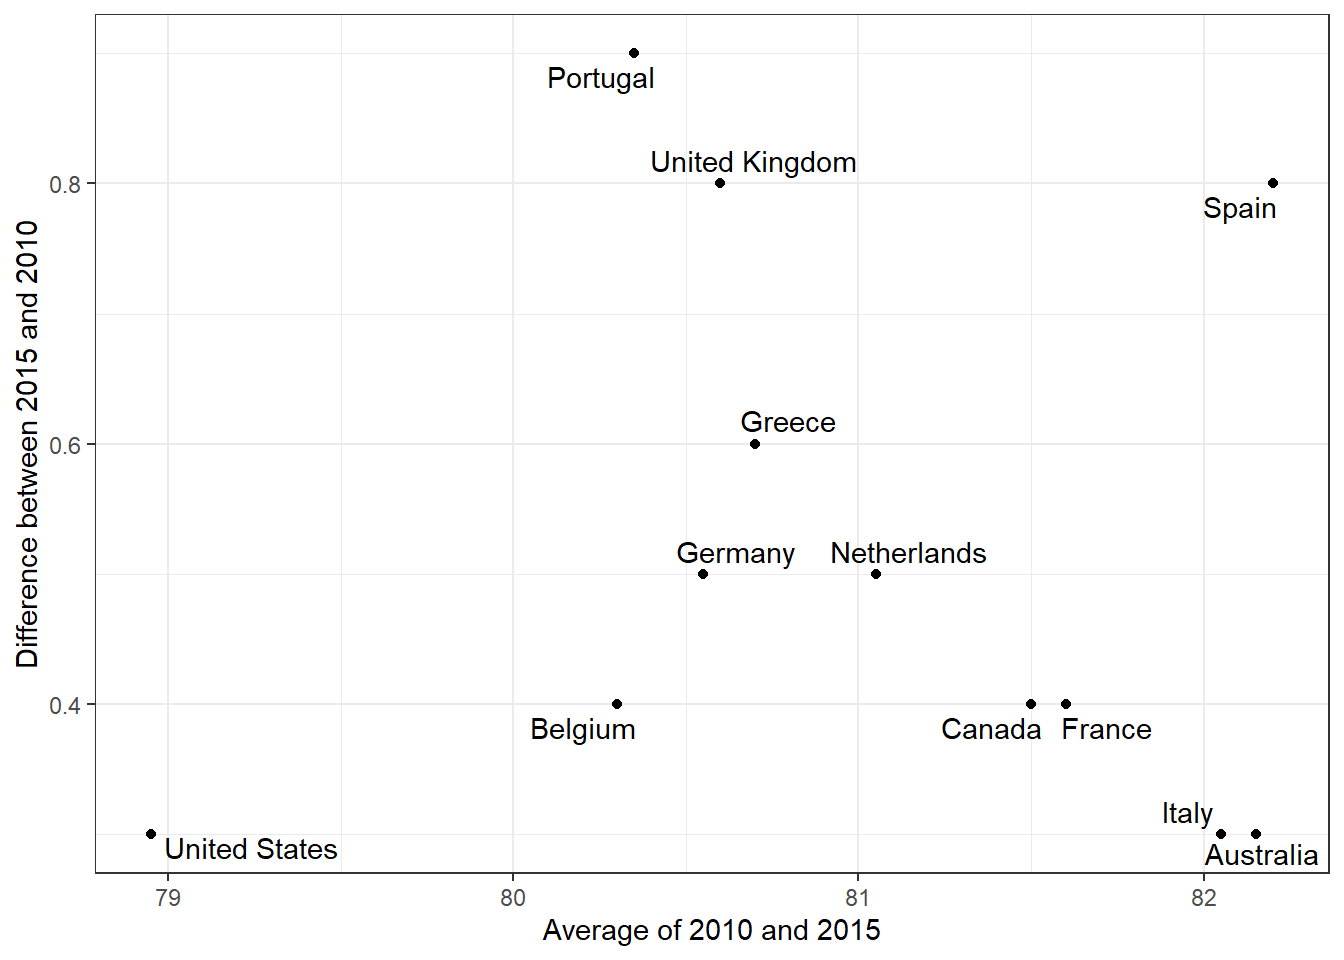 Portugal
United Kingdom
0.8
Spain
Difference between 2015 and 2010
0.6
Greece
Germany
Netherlands
0.4
Belgium
Canada
France
Italy
United States
Australia
79
80
81
82
Average of 2010 and 2015